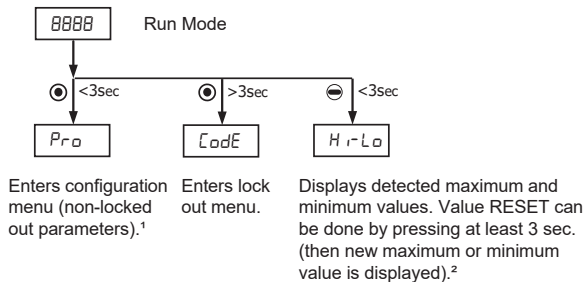 8888 Run Mode
<3sec >3sec <3sec
Pro CodE Hi-Lo
Enters configuration
menu (non-locked
out parameters).¹
Enters lock
out menu.
Displays detected maximum and
minimum values. Value RESET can
be done by pressing at least 3 sec.
(then new maximum or minimum
value is displayed).²